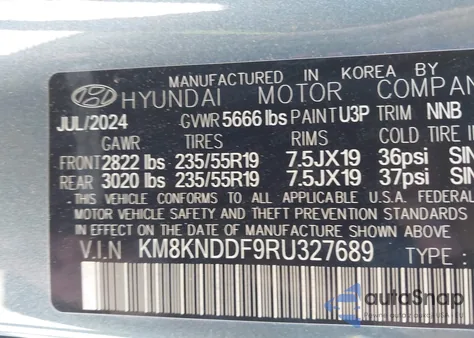 MANUFACTURED IN KOREA BY
HYUNDAI MOTOR COMPAN
JUL/2024 GVWR 5666 lbs PAINT U3P TRIM NNB
GAWR TIRES RIMS COLD TIRE IN
FRONT 2822 lbs 235/55R19 7.5JX19 36psi SIN
REAR 3020 lbs 235/55R19 7.5JX19 37psi SIN
THIS VEHICLE CONFORMS TO ALL APPLICABLE U.S.A. FEDERAL
MOTOR VEHICLE SAFETY AND THEFT PREVENTION STANDARDS
IN EFFECT ON THE DATE OF MANUFACTURE SHOWN ABOVE.
V.I.N KM8KNDDF9RU327689 TYPE :
autoSnap